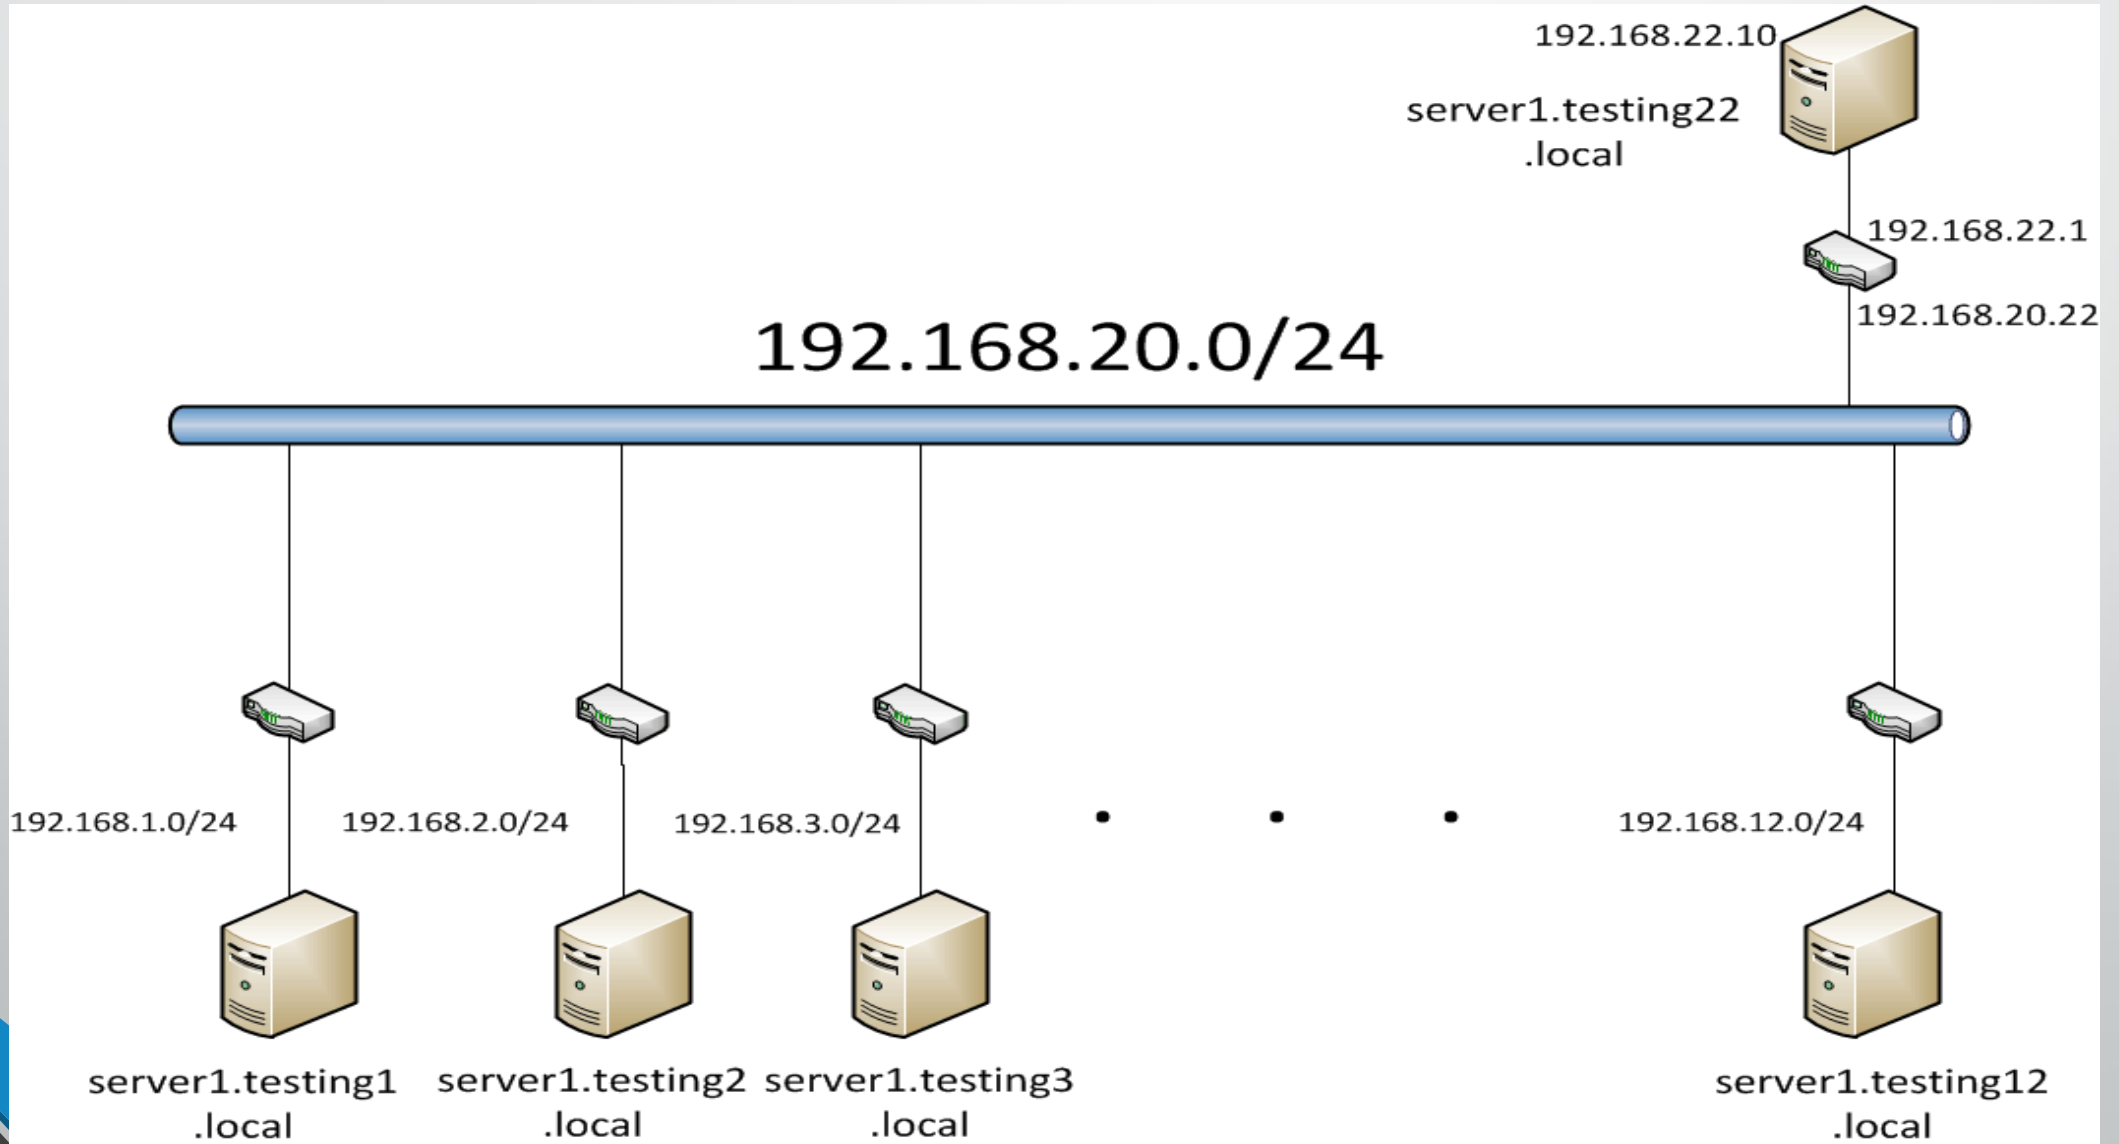 192.168.22.10
server1.testing22
.local
192.168.22.1
192.168.20.22
192.168.20.0/24
192.168.1.0/24
192.168.2.0/24
192.168.3.0/24
192.168.12.0/24
server1.testing1
.local
server1.testing2
.local
server1.testing3
.local
server1.testing12
.local